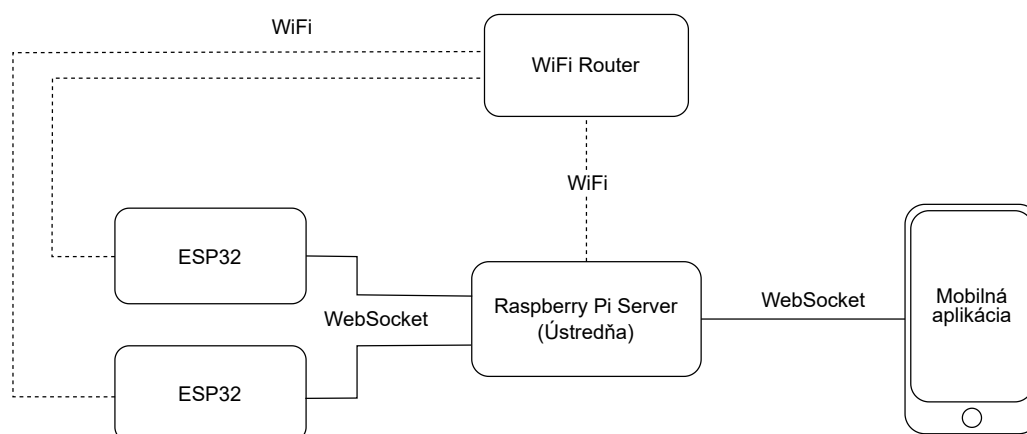 WiFi
WiFi Router
WiFi
ESP32
WebSocket
ESP32
Raspberry Pi Server
(Ústredňa)
WebSocket
Mobilná
aplikácia